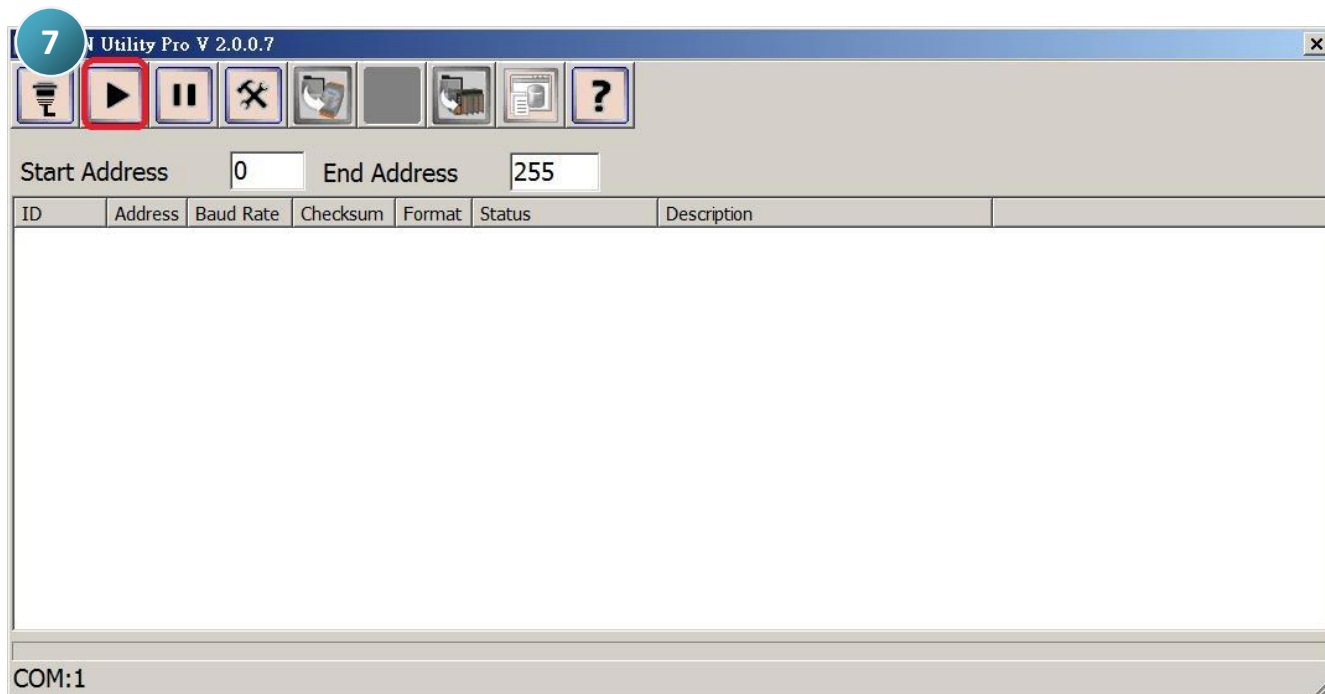 7
Utility Pro V 2.0.0.7
?
Start Address 0 End Address 255
ID Address Baud Rate Checksum Format Status Description
COM:1